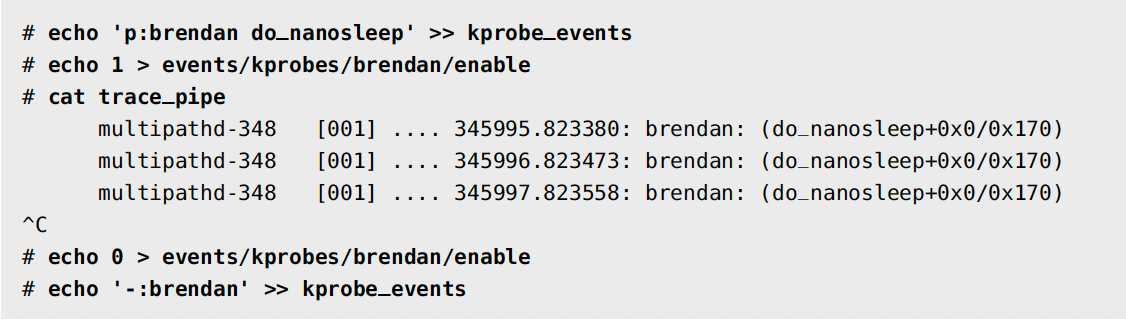 # echo 'p:brendan do_nanosleep' >> kprobe_events
# echo 1 > events/kprobes/brendan/enable
# cat trace_pipe
      multipathd-348   [001] .... 345995.823380: brendan: (do_nanosleep+0x0/0x170)
      multipathd-348   [001] .... 345996.823473: brendan: (do_nanosleep+0x0/0x170)
      multipathd-348   [001] .... 345997.823558: brendan: (do_nanosleep+0x0/0x170)
^C
# echo 0 > events/kprobes/brendan/enable
# echo '-:brendan' >> kprobe_events